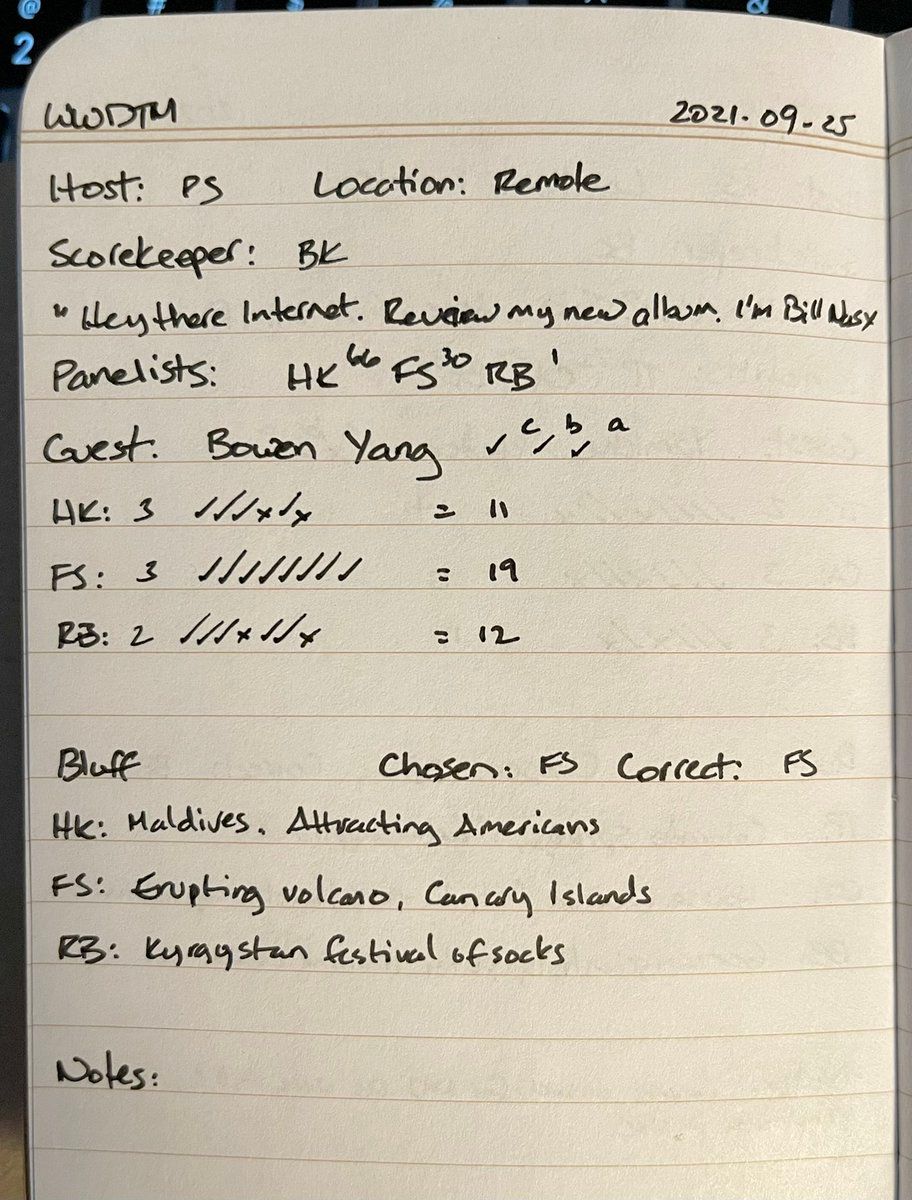 @ # $ % ^ &
2
WWDTM 2021-09-25
Host: PS Location: Remote
Scorekeeper: BK
"Hey there Internet. Review my new album. I'm Bill Nasx
Panelists: HK 66 FS 30 RB 1
Guest: Bowen Yang ✓ c ✓ b ✓ a
HK: 3 ✓✓✓x✓x = 11
FS: 3 ✓✓✓✓✓✓✓✓ = 19
RB: 2 ✓✓✓x✓✓x = 12
Bluff Chosen: FS Correct: FS
HK: Maldives. Attracting Americans
FS: Erupting volcano, Canary Islands
RB: Kyrgystan festival of socks
Notes: